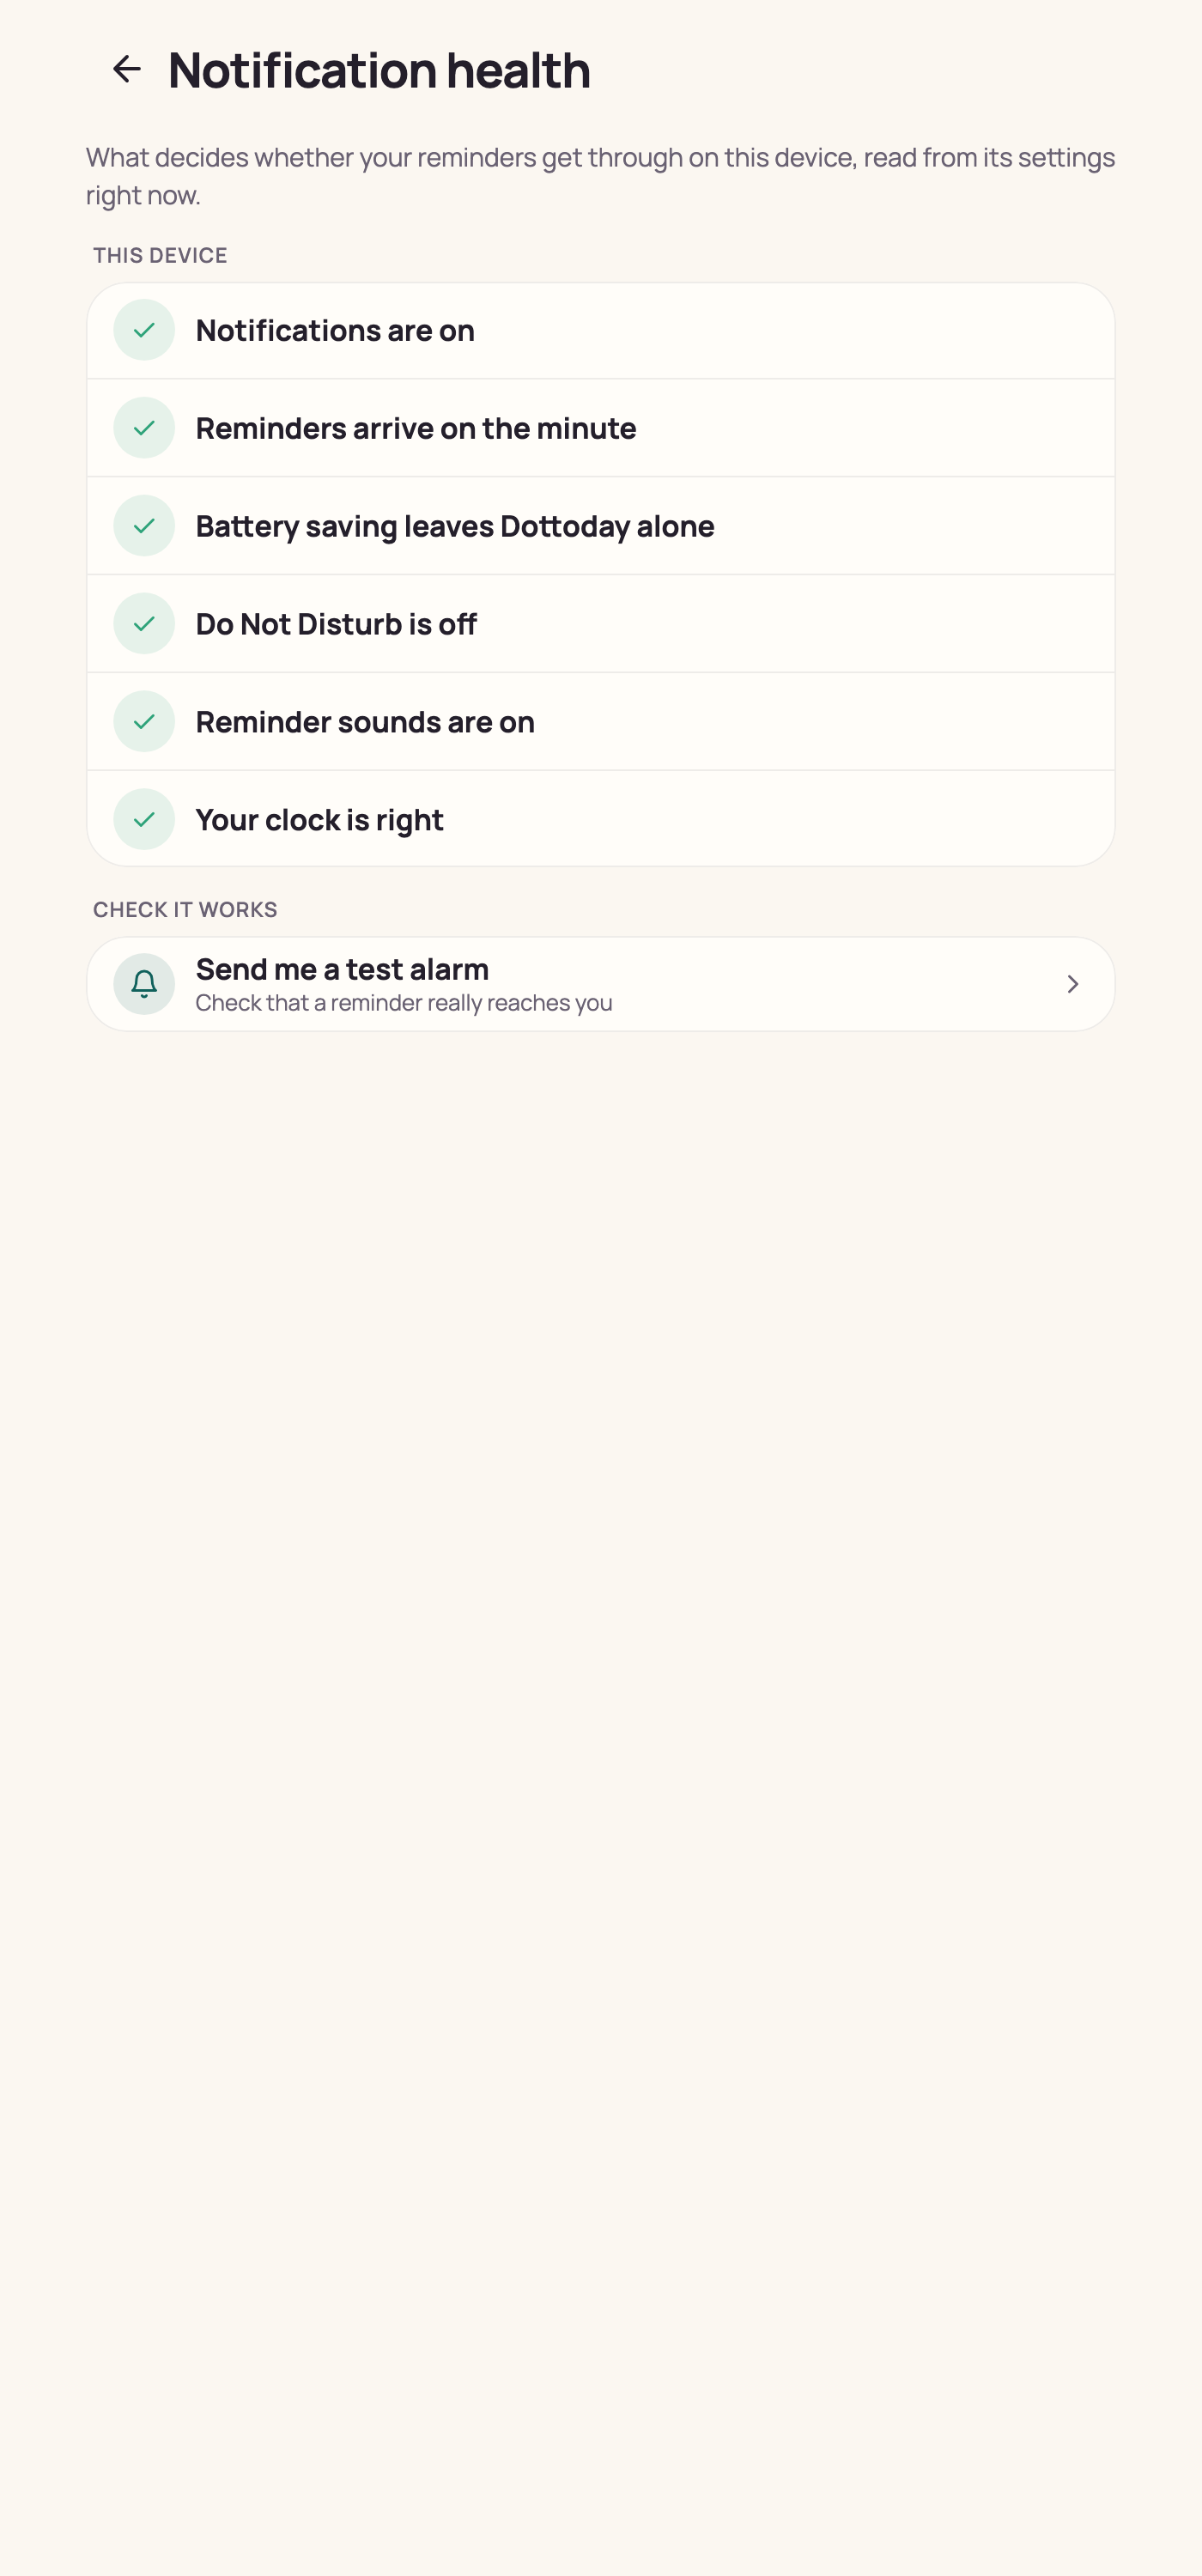 Notification health
What decides whether your reminders get through on this device, read from its settings
right now.
THIS DEVICE
Notifications are on
Reminders arrive on the minute
Battery saving leaves Dottoday alone
Do Not Disturb is off
Reminder sounds are on
Your clock is right
CHECK IT WORKS
Send me a test alarm
Check that a reminder really reaches you